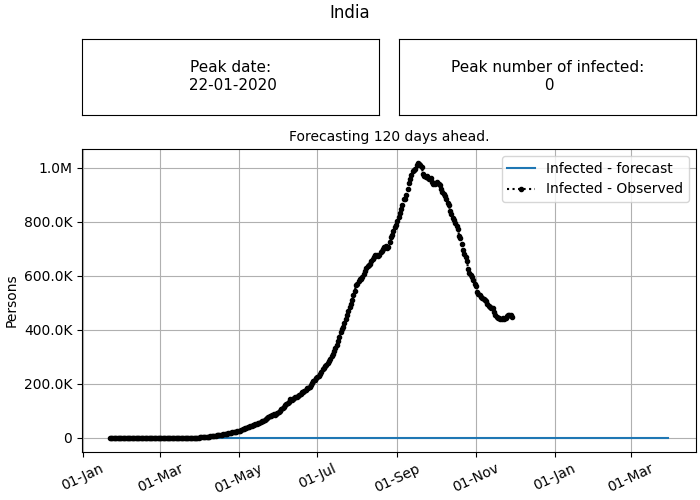 India
Peak date:
22-01-2020
Peak number of infected:
0
Forecasting 120 days ahead.
Infected - forecast
Infected - Observed
Persons
1.0M
800.0K
600.0K
400.0K
200.0K
0
01-Jan
01-Mar
01-May
01-Jul
01-Sep
01-Nov
01-Jan
01-Mar